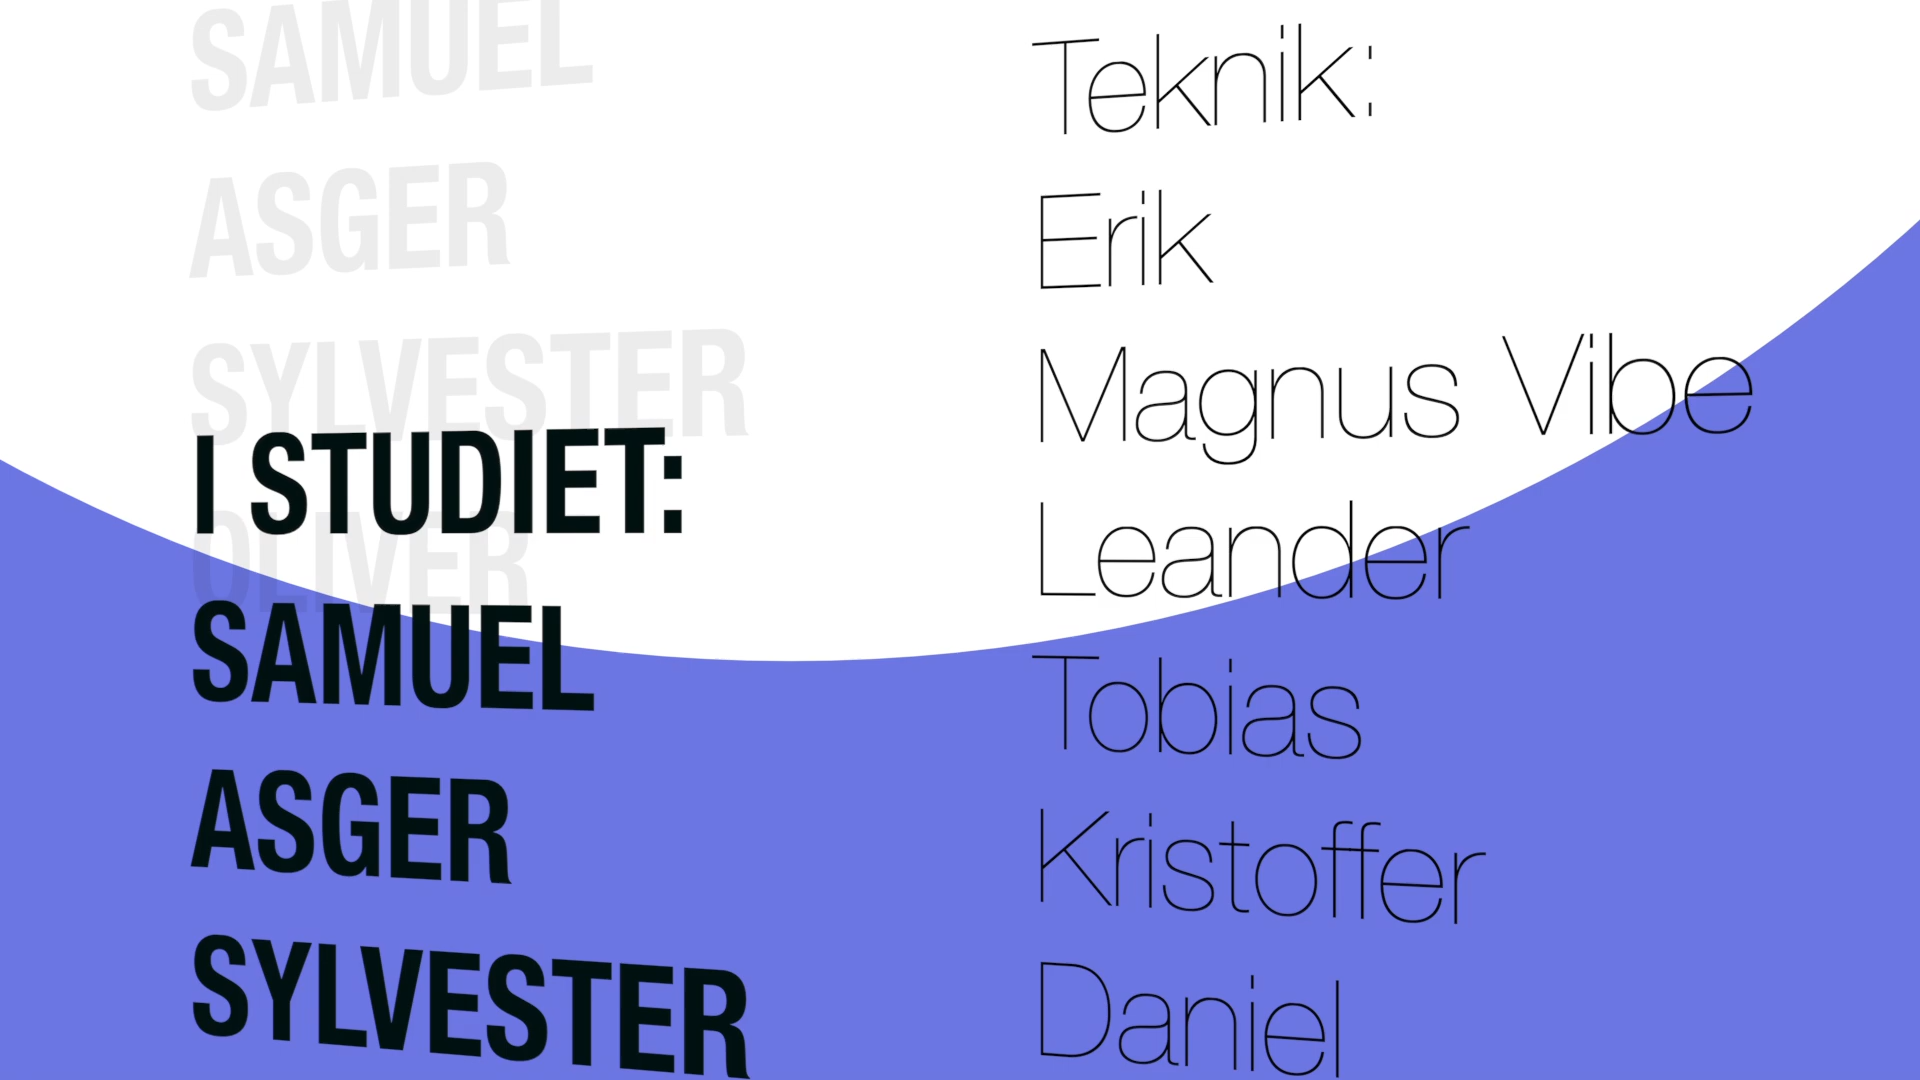 SAMUEL
ASGER
SYLVESTER
OLIVER
I STUDIET:
SAMUEL
ASGER
SYLVESTER
Teknik:
Erik
Magnus Vibe
Leander
Tobias
Kristoffer
Daniel